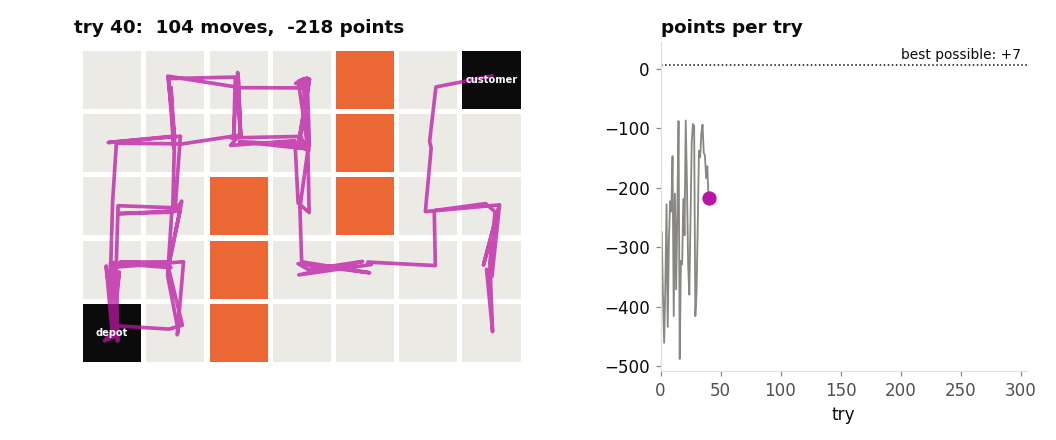 try 40:  104 moves,  -218 points
customer
depot
points per try
best possible: +7
0
−100
−200
−300
−400
−500
0
50
100
150
200
250
300
try